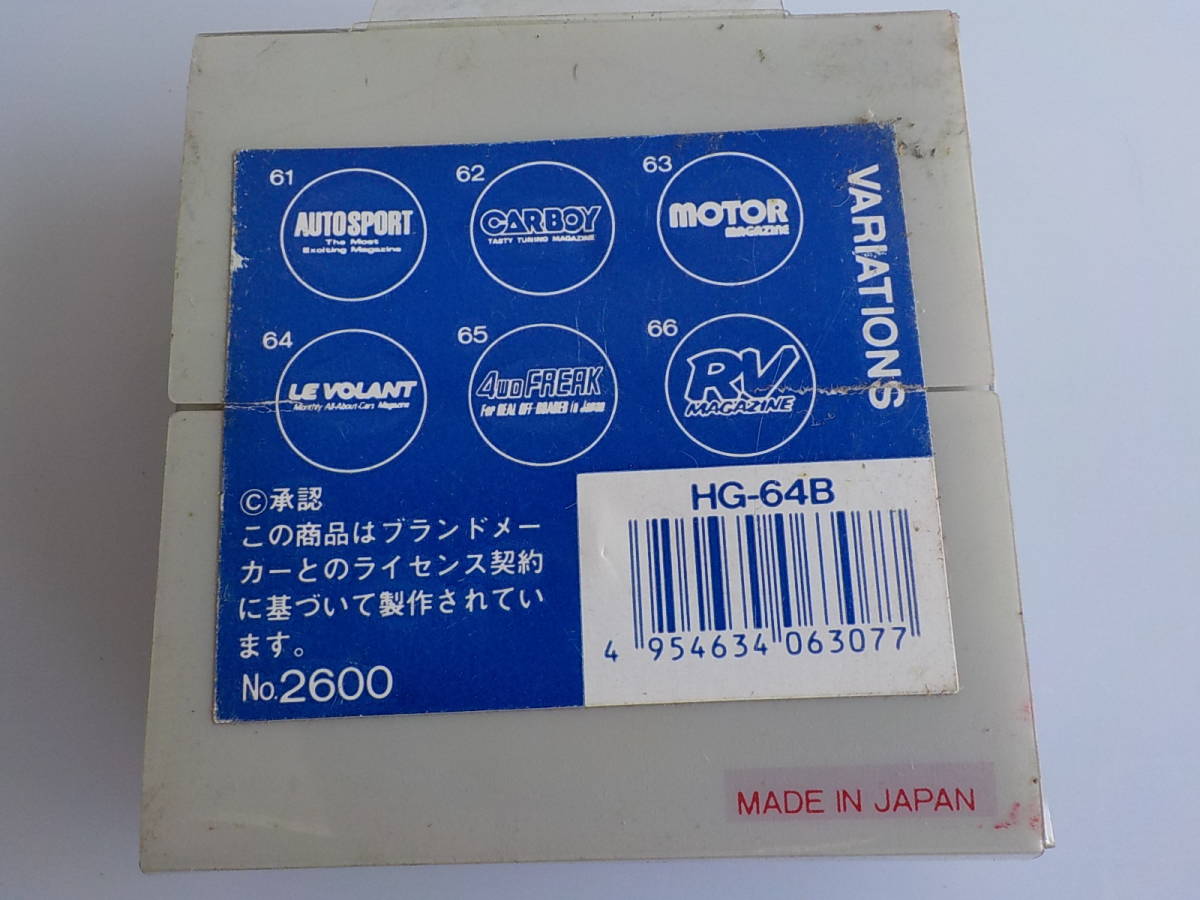 VARIATIONS
61
AUTOSPORT
The Most
Exciting Magazine
62
CARBOY
TASTY TUNING MAGAZINE
63
MOTOR
MAGAZINE
64
LE VOLANT
Monthly All-About-Cars Magazine
65
4WD FREAK
For REAL OFF-ROADER in Japan
66
RV
MAGAZINE
©承認
この商品はブランドメー
カーとのライセンス契約
に基づいて製作されてい
ます。
No.2600
HG-64B
4 954634 063077
MADE IN JAPAN